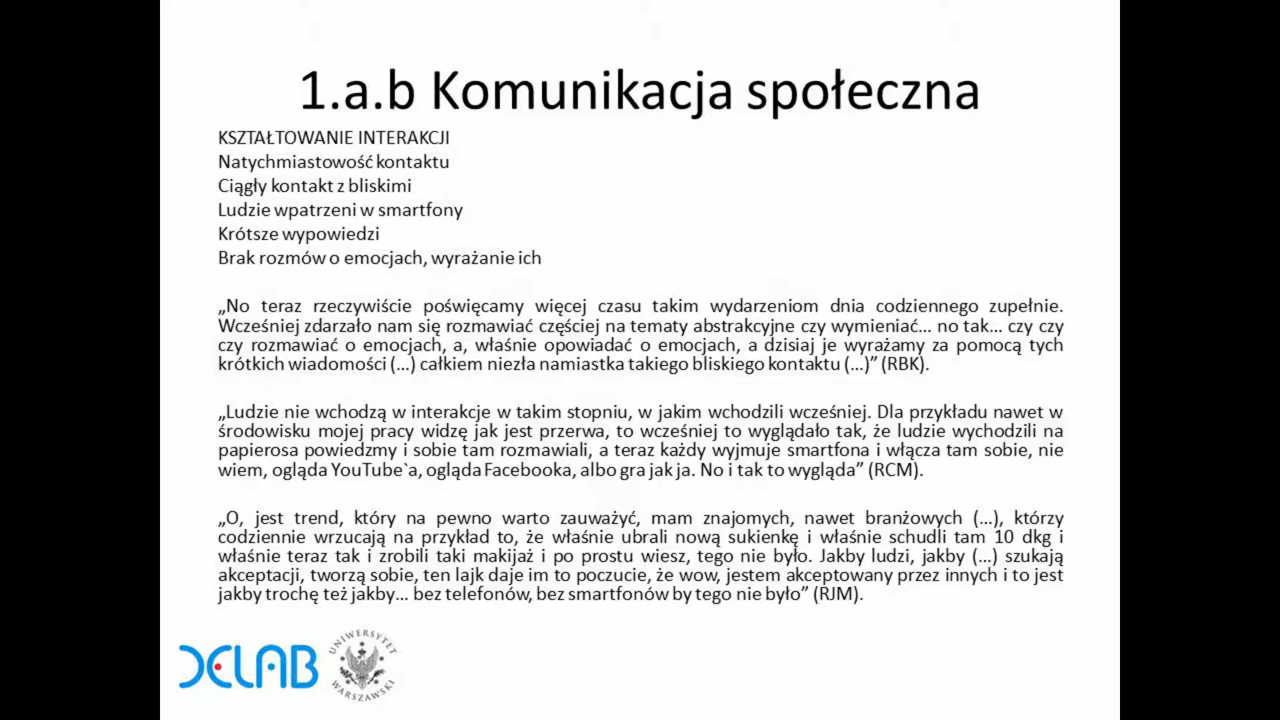 1.a.b Komunikacja społeczna
KSZTAŁTOWANIE INTERAKCJI
Natychmiastowość kontaktu
Ciągły kontakt z bliskimi
Ludzie wpatrzeni w smartfony
Krótsze wypowiedzi
Brak rozmów o emocjach, wyrażanie ich
„No teraz rzeczywiście poświęcamy więcej czasu takim wydarzeniom dnia codziennego zupełnie.
Wcześniej zdarzało nam się rozmawiać częściej na tematy abstrakcyjne czy wymieniać... no tak... czy czy
czy rozmawiać o emocjach, a, właśnie opowiadać o emocjach, a dzisiaj je wyrażamy za pomocą tych
krótkich wiadomości (...) całkiem niezła namiastka takiego bliskiego kontaktu (...)” (RBK).
„Ludzie nie wchodzą w interakcje w takim stopniu, w jakim wchodzili wcześniej. Dla przykładu nawet w
środowisku mojej pracy widzę jak jest przerwa, to wcześniej to wyglądało tak, że ludzie wychodzili na
papierosa powiedzmy i sobie tam rozmawiali, a teraz każdy wyjmuje smartfona i włącza tam sobie, nie
wiem, ogląda YouTube`a, ogląda Facebooka, albo gra jak ja. No i tak to wygląda” (RCM).
„O, jest trend, który na pewno warto zauważyć, mam znajomych, nawet branżowych (...), którzy
codziennie wrzucają na przykład to, że właśnie ubrali nową sukienkę i właśnie schudli tam 10 dkg i
właśnie teraz tak i zrobili taki makijaż i po prostu wiesz, tego nie było. Jakby ludzi, jakby (...) szukają
akceptacji, tworzą sobie, ten lajk daje im to poczucie, że wow, jestem akceptowany przez innych i to jest
jakby trochę też jakby... bez telefonów, bez smartfonów by tego nie było” (RJM).
DELAB
UNIWERSYTET
WARSZAWSKI